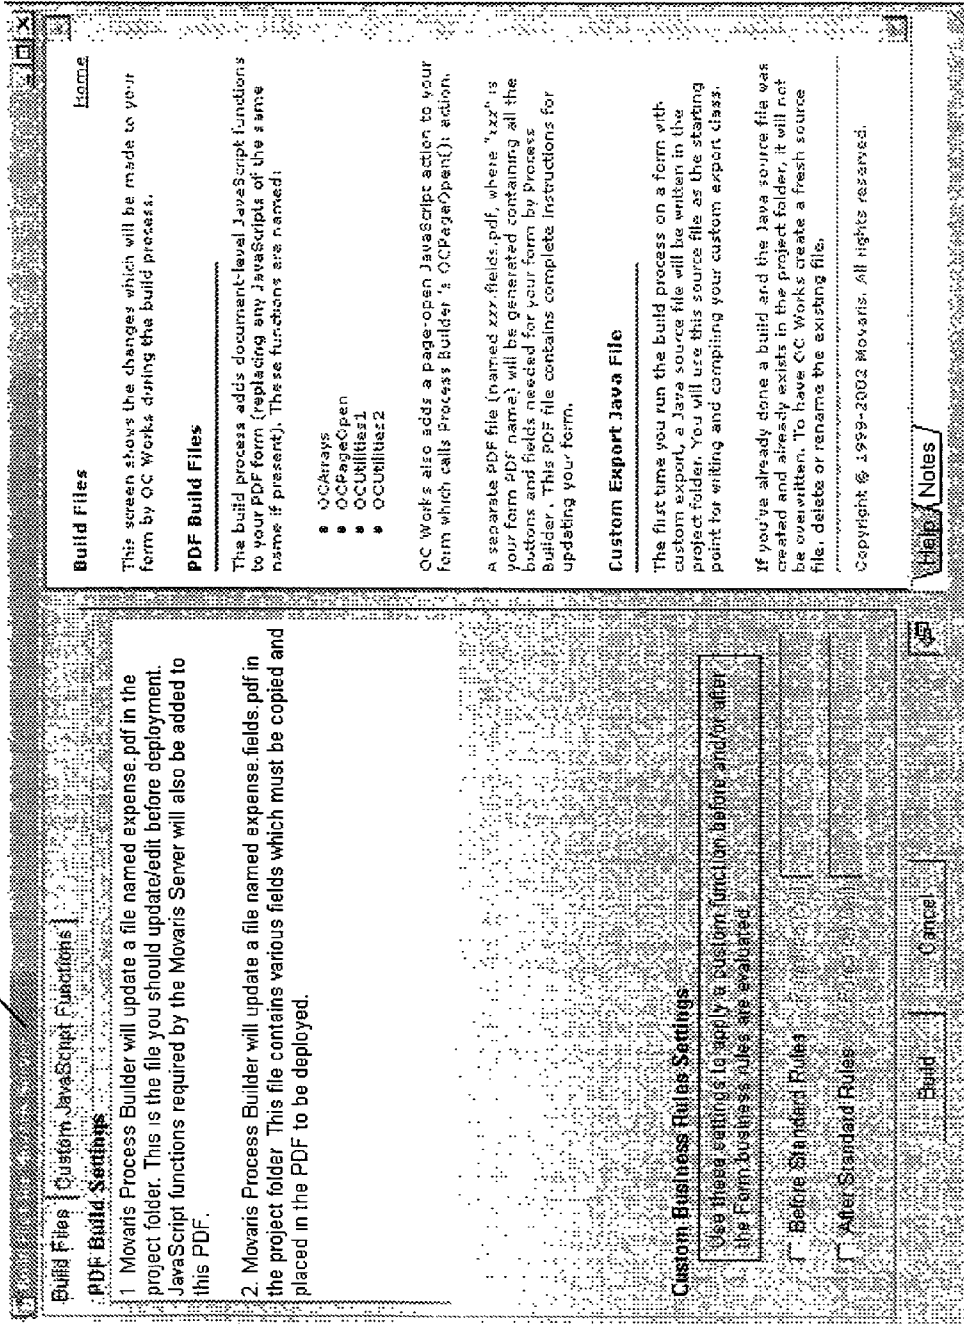 Build Files
Custom JavaScript Functions
PDF Build Settings
1 Movaris Process Builder will update a file named expense.pdf in the
project folder. This is the file you should update/edit before deployment.
JavaScript functions required by the Movaris Server will also be added to
this PDF.
2. Movaris Process Builder will update a file named expense.fields.pdf in
the project folder This file contains various fields which must be copied and
placed in the PDF to be deployed.
Custom Business Rules Settings
Use these settings to apply a custom function before and/or after
the Form business rules are evaluated
Before Standard Rules
After Standard Rules
Build
Cancel
Build Files
Home
This screen shows the changes which will be made to your
form by OC Works during the build process.
PDF Build Files
The build process adds document-level JavaScript functions
to your PDF form (replacing any JavaScripts of the same
name if present). These functions are named:
OCArrays
OCPageOpen
OCUtilities1
OCUtilities2
OC Works also adds a page-open JavaScript action to your
form which calls Process Builder 's OCPageOpen(); action.
A separate PDF file (named xxx.fields.pdf, where "xxx" is
your form PDF name) will be generated containing all the
buttons and fields needed for your form by Process
Builder . This PDF file contains complete instructions for
updating your form.
Custom Export Java File
The first time you run the build process on a form with
custom export, a Java source file will be written in the
project folder. You will use this source file as the starting
point for writing and compiling your custom export class.
If you've already done a build and the Java source file was
created and already exists in the project folder, it will not
be overwritten. To have OC Works create a fresh source
file, delete or rename the existing file.
Copyright © 1999-2002 Movaris. All rights reserved.
Help
Notes